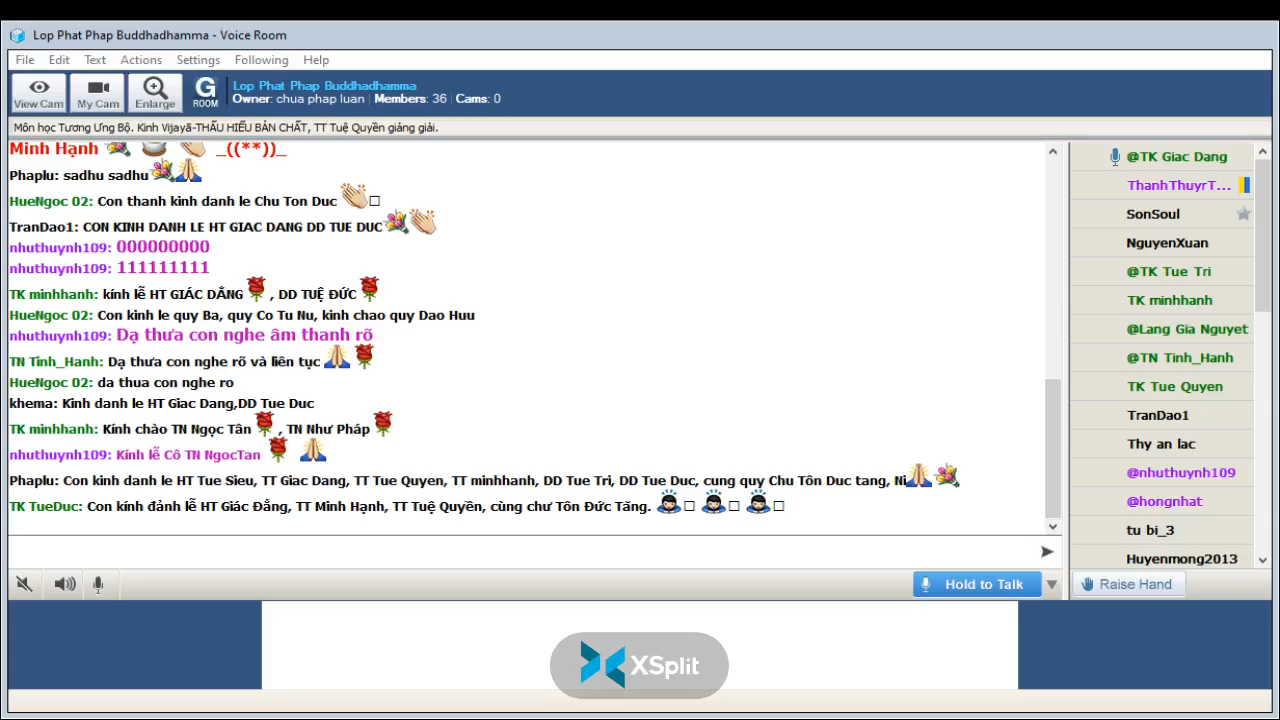 Lop Phat Phap Buddhadhamma - Voice Room
File Edit Text Actions Settings Following Help
View Cam My Cam Enlarge G ROOM
Lop Phat Phap Buddhadhamma
Owner: chua phap luan | Members: 36 | Cams: 0
Môn học Tương Ưng Bộ. Kinh Vijayā-THẤU HIỂU BẢN CHẤT, TT Tuệ Quyền giảng giải.
Minh Hạnh _((**))_
Phaplu: sadhu sadhu
HueNgoc 02: Con thanh kinh danh le Chu Ton Duc
TranDao1: CON KINH DANH LE HT GIAC DANG DD TUE DUC
nhuthuynh109: 000000000
nhuthuynh109: 111111111
TK minhhanh: kính lễ HT GIÁC ĐẲNG , DD TUỆ ĐỨC
HueNgoc 02: Con kinh le quy Ba, quy Co Tu Nu, kinh chao quy Dao Huu
nhuthuynh109: Dạ thưa con nghe âm thanh rõ
TN Tinh_Hanh: Dạ thưa con nghe rõ và liên tục
HueNgoc 02: da thua con nghe ro
khema: Kinh danh le HT Giac Dang,DD Tue Duc
TK minhhanh: Kính chào TN Ngọc Tân , TN Như Pháp
nhuthuynh109: Kính lễ Cô TN NgocTan
Phaplu: Con kinh danh le HT Tue Sieu, TT Giac Dang, TT Tue Quyen, TT minhhanh, DD Tue Tri, DD Tue Duc, cung quy Chu Tôn Duc tang, Ni
TK TueDuc: Con kính đảnh lễ HT Giác Đẳng, TT Minh Hạnh, TT Tuệ Quyền, cùng chư Tôn Đức Tăng.
@TK Giac Dang
ThanhThuyrT...
SonSoul
NguyenXuan
@TK Tue Tri
TK minhhanh
@Lang Gia Nguyet
@TN Tinh_Hanh
TK Tue Quyen
TranDao1
Thy an lac
@nhuthuynh109
@hongnhat
tu bi_3
Huyenmong2013
Hold to Talk
Raise Hand
XSplit